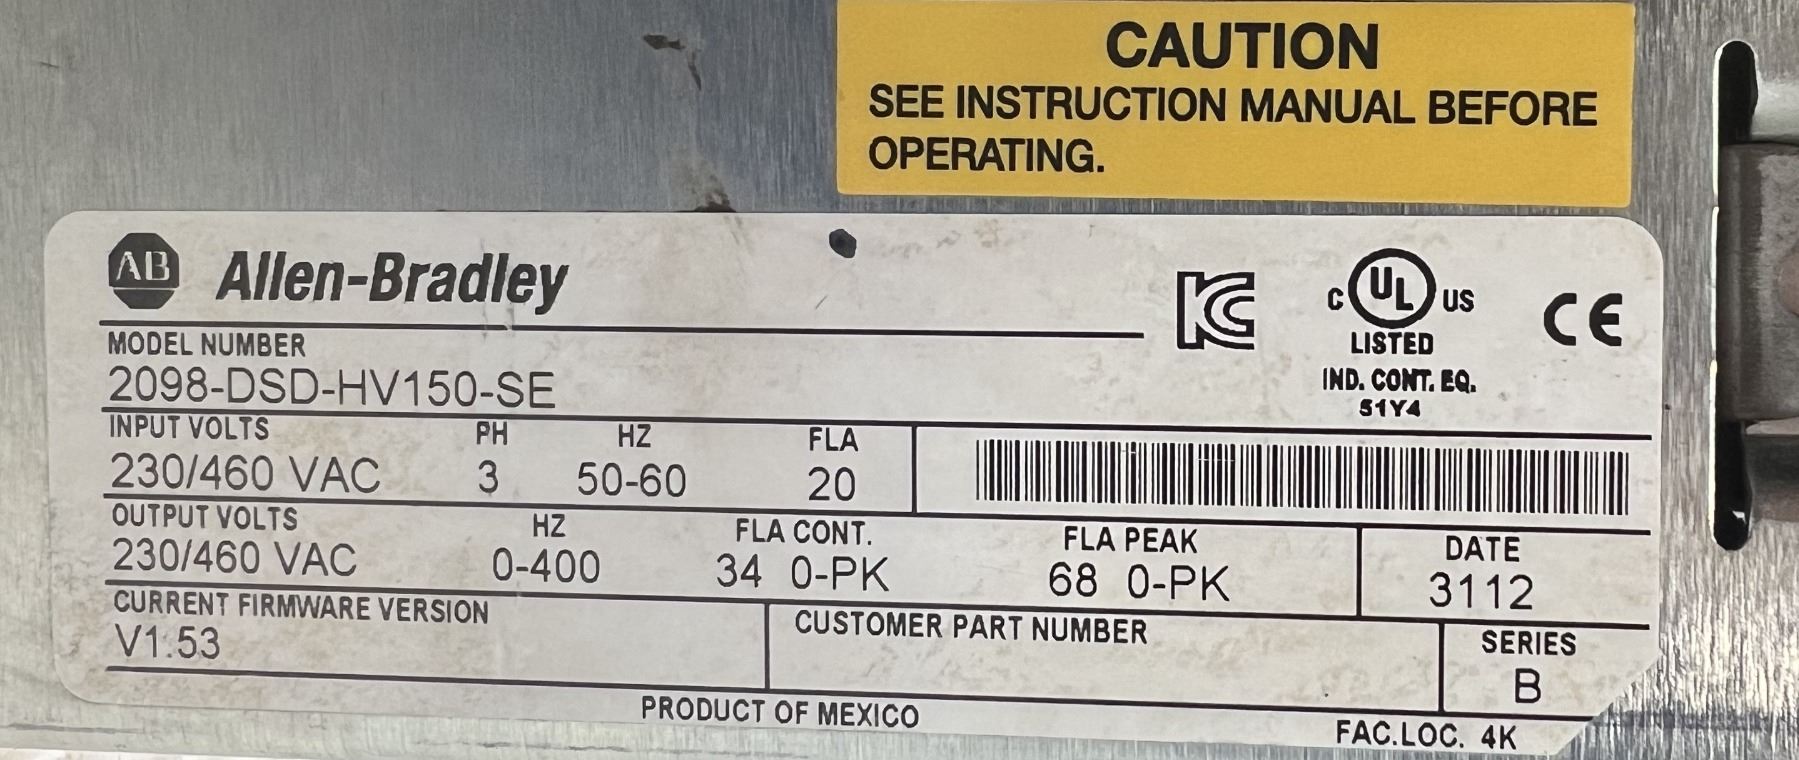 CAUTION
SEE INSTRUCTION MANUAL BEFORE
OPERATING.
AB Allen-Bradley
C UL US
LISTED
IND. CONT. EQ.
51Y4
CE
MODEL NUMBER
2098-DSD-HV150-SE
INPUT VOLTS PH HZ FLA
230/460 VAC 3 50-60 20
OUTPUT VOLTS HZ FLA CONT. FLA PEAK DATE
230/460 VAC 0-400 34 0-PK 68 0-PK 3112
CURRENT FIRMWARE VERSION CUSTOMER PART NUMBER SERIES
V1.53 B
PRODUCT OF MEXICO FAC.LOC. 4K